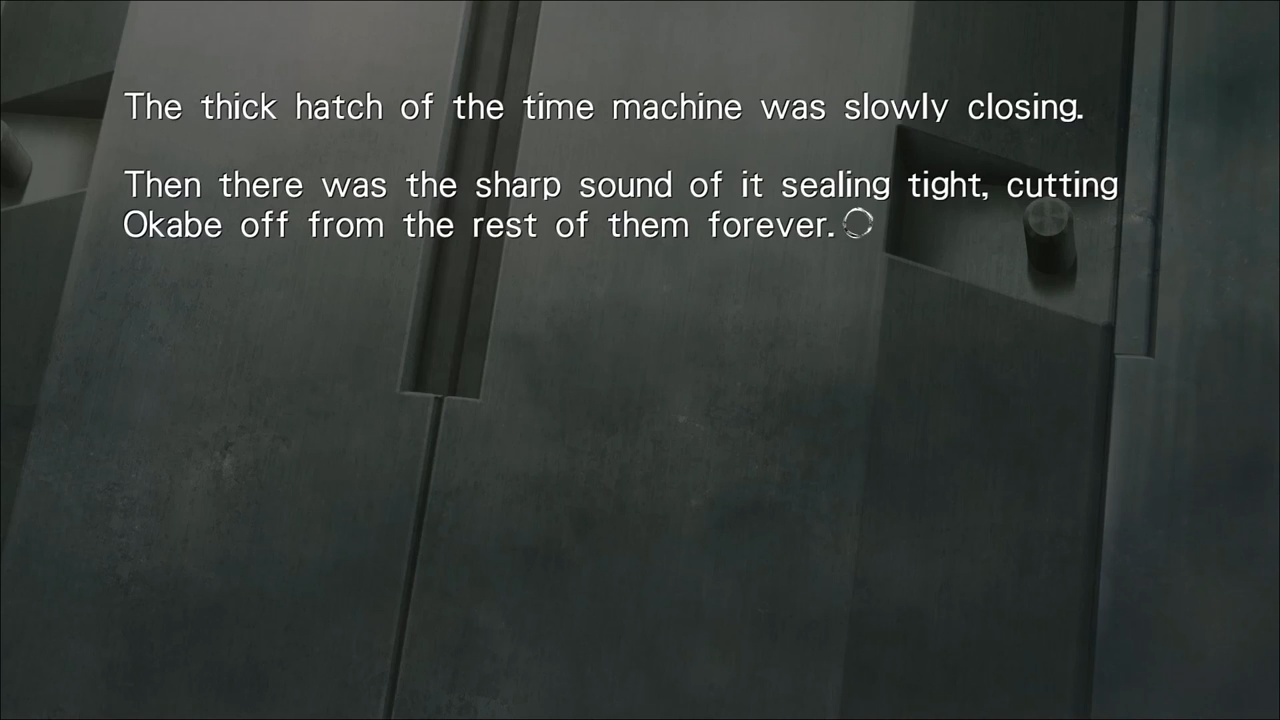 The thick hatch of the time machine was slowly closing.
Then there was the sharp sound of it sealing tight, cutting
Okabe off from the rest of them forever.